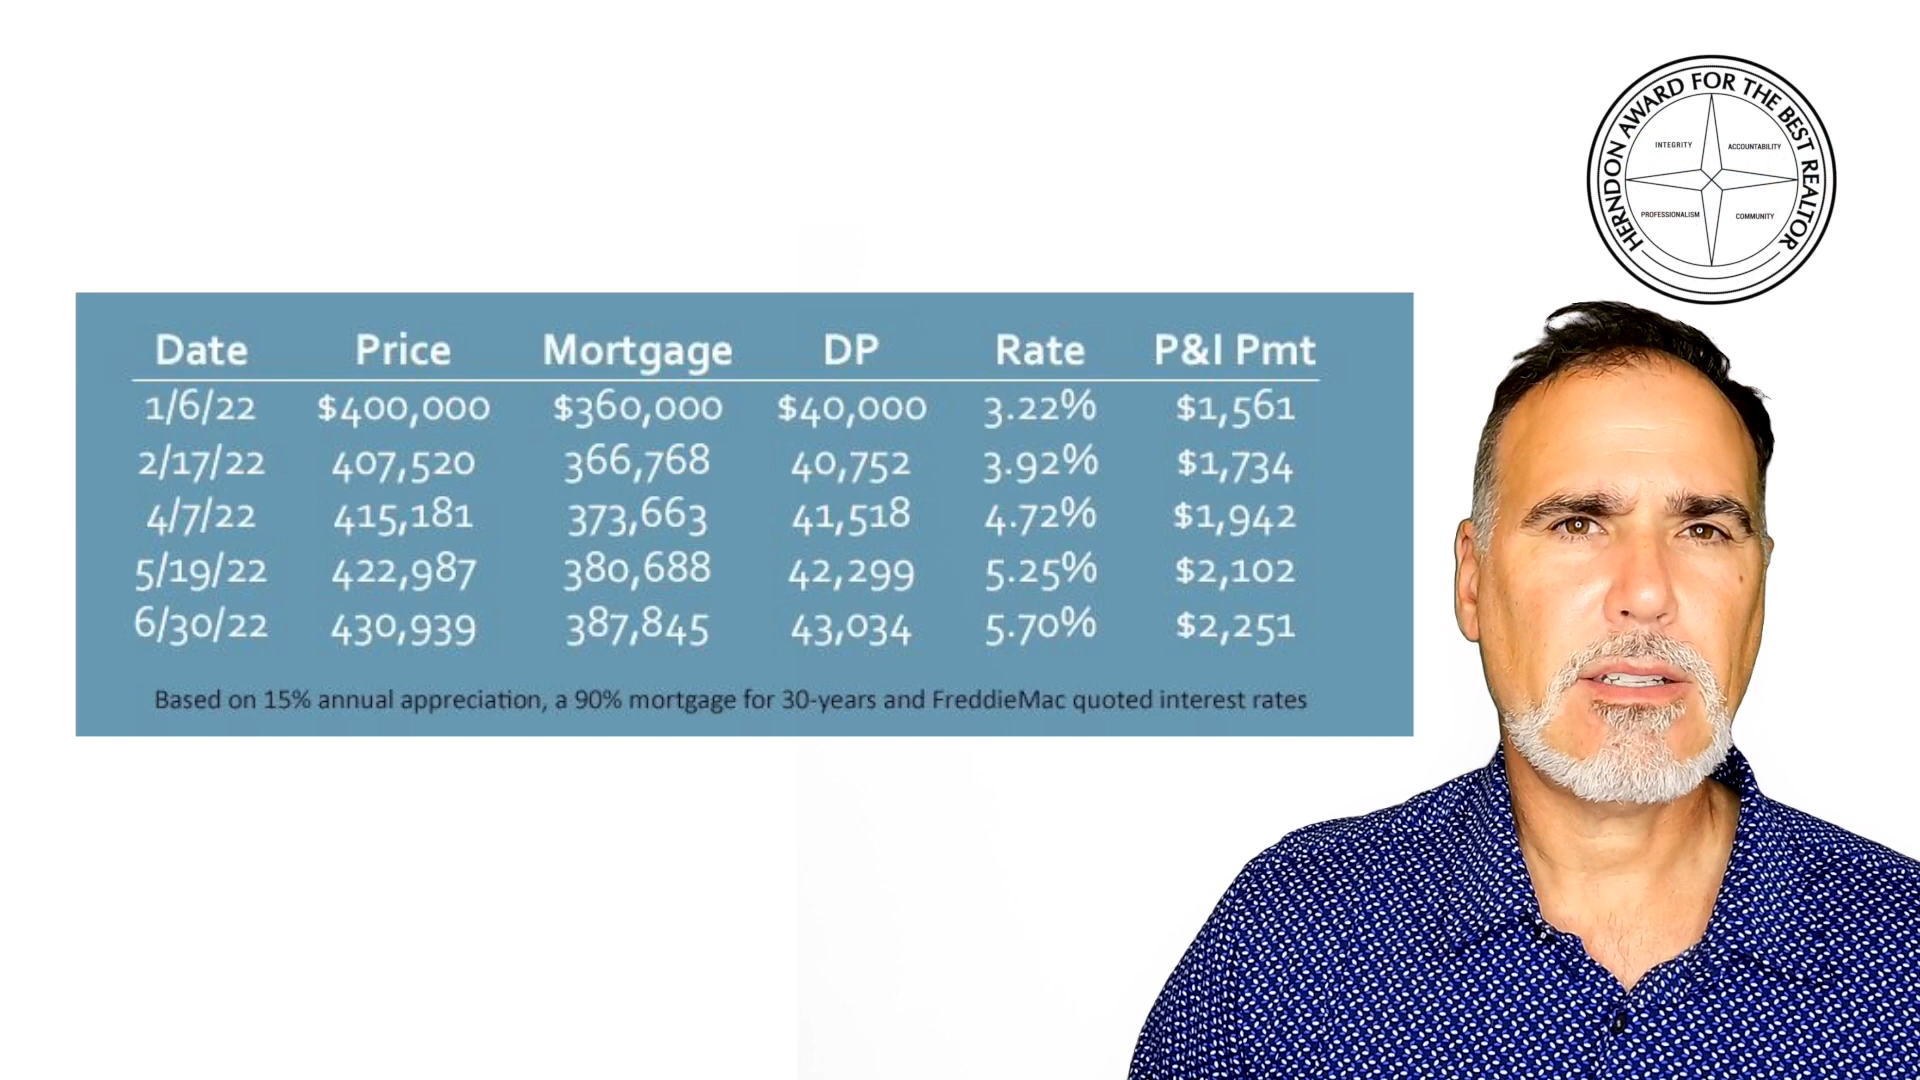 HERNDON AWARD FOR THE BEST REALTOR
INTEGRITY ACCOUNTABILITY
PROFESSIONALISM COMMUNITY
Date Price Mortgage DP Rate P&I Pmt
1/6/22 $400,000 $360,000 $40,000 3.22% $1,561
2/17/22 407,520 366,768 40,752 3.92% $1,734
4/7/22 415,181 373,663 41,518 4.72% $1,942
5/19/22 422,987 380,688 42,299 5.25% $2,102
6/30/22 430,939 387,845 43,034 5.70% $2,251
Based on 15% annual appreciation, a 90% mortgage for 30-years and FreddieMac quoted interest rates